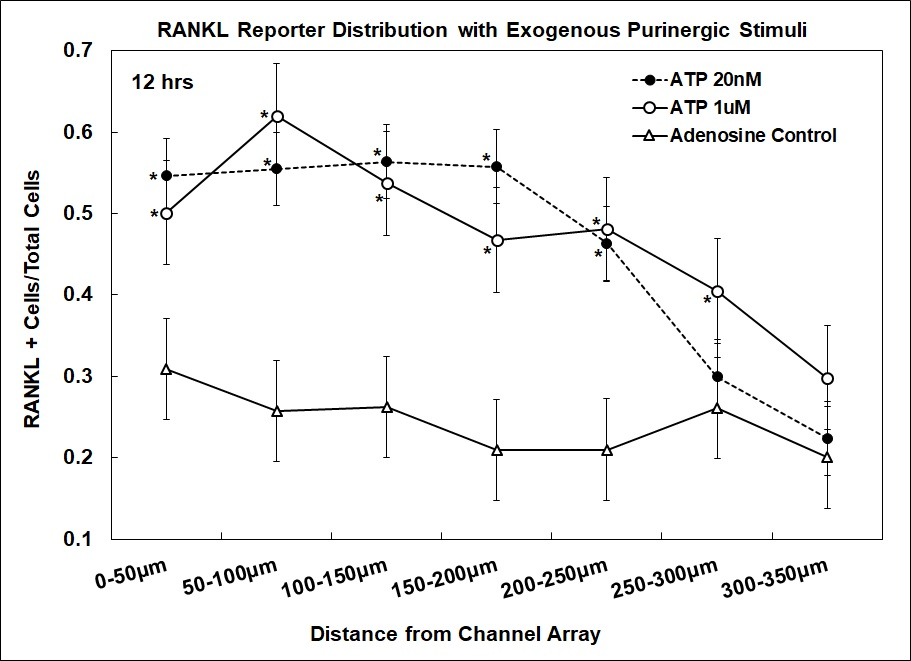 RANKL Reporter Distribution with Exogenous Purinergic Stimuli
0.7
0.6
0.5
0.4
0.3
0.2
0.1
RANKL + Cells/Total Cells
12 hrs
ATP 20nM
ATP 1uM
Adenosine Control
* * * * *
* * * * * *
0-50µm
50-100µm
100-150µm
150-200µm
200-250µm
250-300µm
300-350µm
Distance from Channel Array